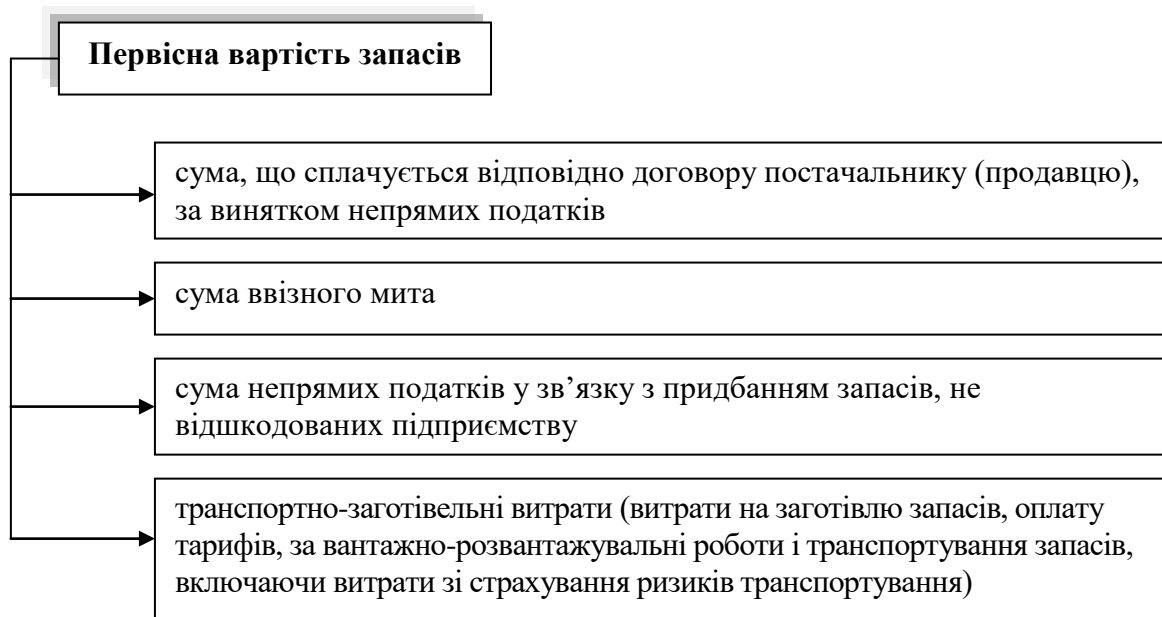 Первісна вартість запасів
сума, що сплачується відповідно договору постачальнику (продавцю),
за винятком непрямих податків
сума ввізного мита
сума непрямих податків у зв’язку з придбанням запасів, не
відшкодованих підприємству
транспортно-заготівельні витрати (витрати на заготівлю запасів, оплату
тарифів, за вантажно-розвантажувальні роботи і транспортування запасів,
включаючи витрати зі страхування ризиків транспортування)